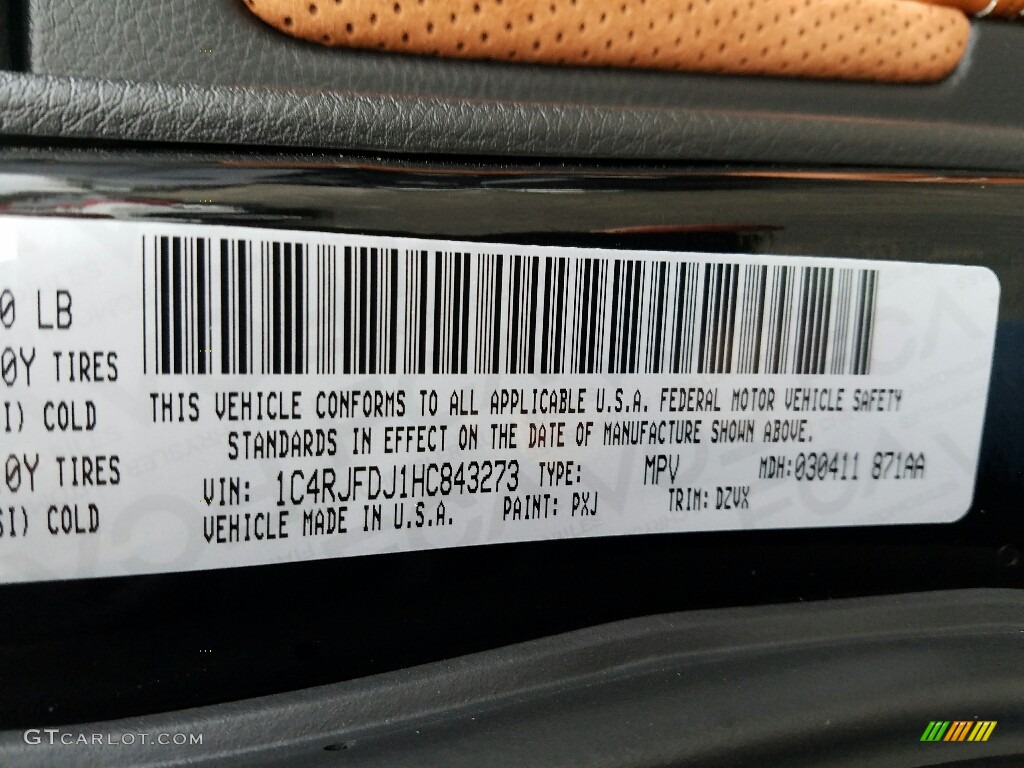 0 LB
0Y TIRES
I) COLD
0Y TIRES
SI) COLD
THIS VEHICLE CONFORMS TO ALL APPLICABLE U.S.A. FEDERAL MOTOR VEHICLE SAFETY
STANDARDS IN EFFECT ON THE DATE OF MANUFACTURE SHOWN ABOVE.
VIN: 1C4RJFDJ1HC843273 TYPE: MPV MDH:030411 871AA
VEHICLE MADE IN U.S.A. PAINT: PXJ TRIM: DZVX
GTCARLOT.COM